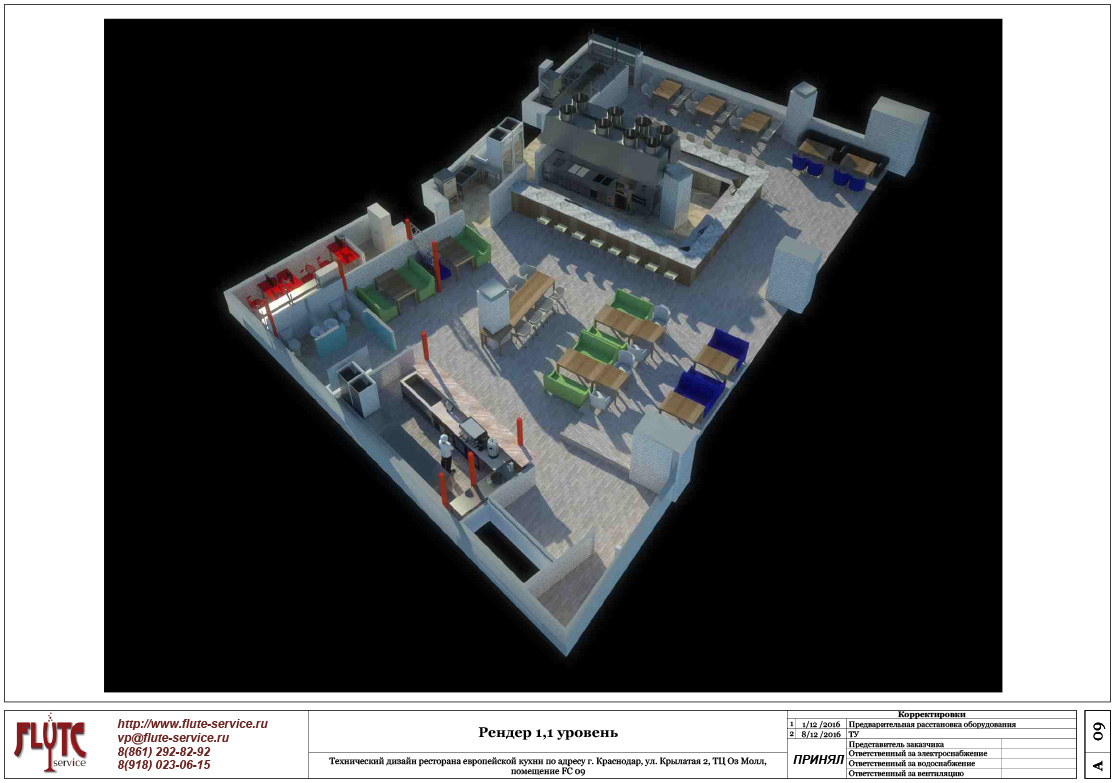 FLUTE
service
http://www.flute-service.ru
vp@flute-service.ru
8(861) 292-82-92
8(918) 023-06-15
Рендер 1,1 уровень
Технический дизайн ресторана европейской кухни по адресу г. Краснодар, ул. Крылатая 2, ТЦ Оз Молл,
помещение FC 09
Корректировки
1 1/12 /2016 Предварительная расстановка оборудования
2 8/12 /2016 ТУ
ПРИНЯЛ
Представитель заказчика
Ответственный за электроснабжение
Ответственный за водоснабжение
Ответственный за вентиляцию
A 09